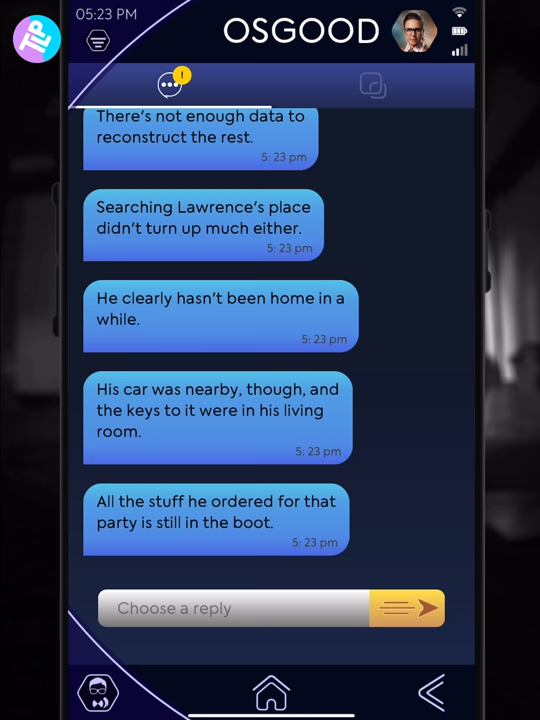 05:23 PM
TLP
OSGOOD
!
There's not enough data to
reconstruct the rest.
5: 23 pm
Searching Lawrence's place
didn't turn up much either.
5: 23 pm
He clearly hasn't been home in a
while.
5: 23 pm
His car was nearby, though, and
the keys to it were in his living
room.
5: 23 pm
All the stuff he ordered for that
party is still in the boot.
5: 23 pm
Choose a reply